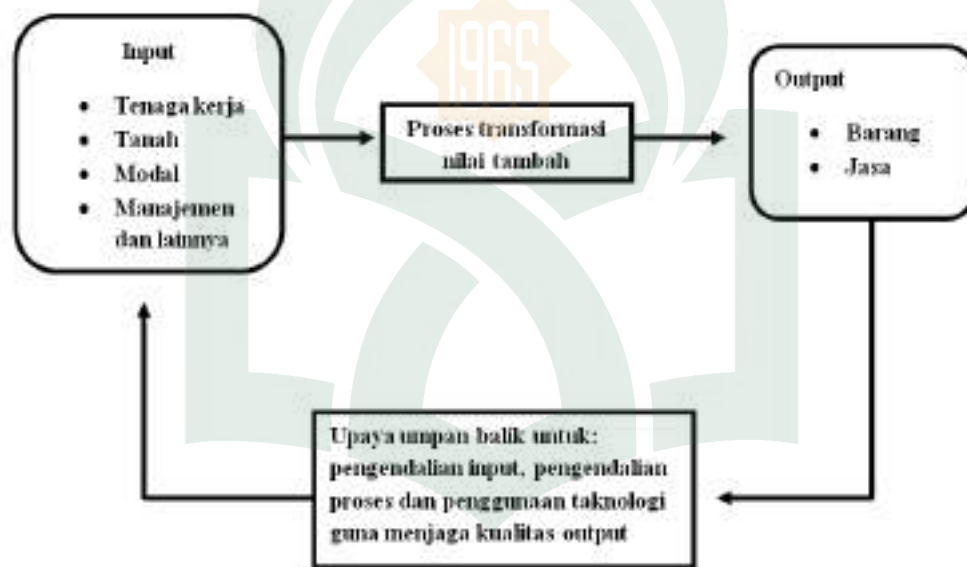 Input
• Tenaga kerja
• Tanah
• Modal
• Manajemen
dan lainnya
1965
Proses transformasi
nilai tambah
Output
• Barang
• Jasa
Upaya umpan balik untuk:
pengendalian input, pengendalian
proses dan penggunaan taknologi
guna menjaga kualitas output